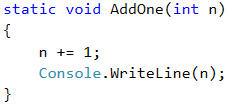 static void AddOne(int n)
{
    n += 1;
    Console.WriteLine(n);
}